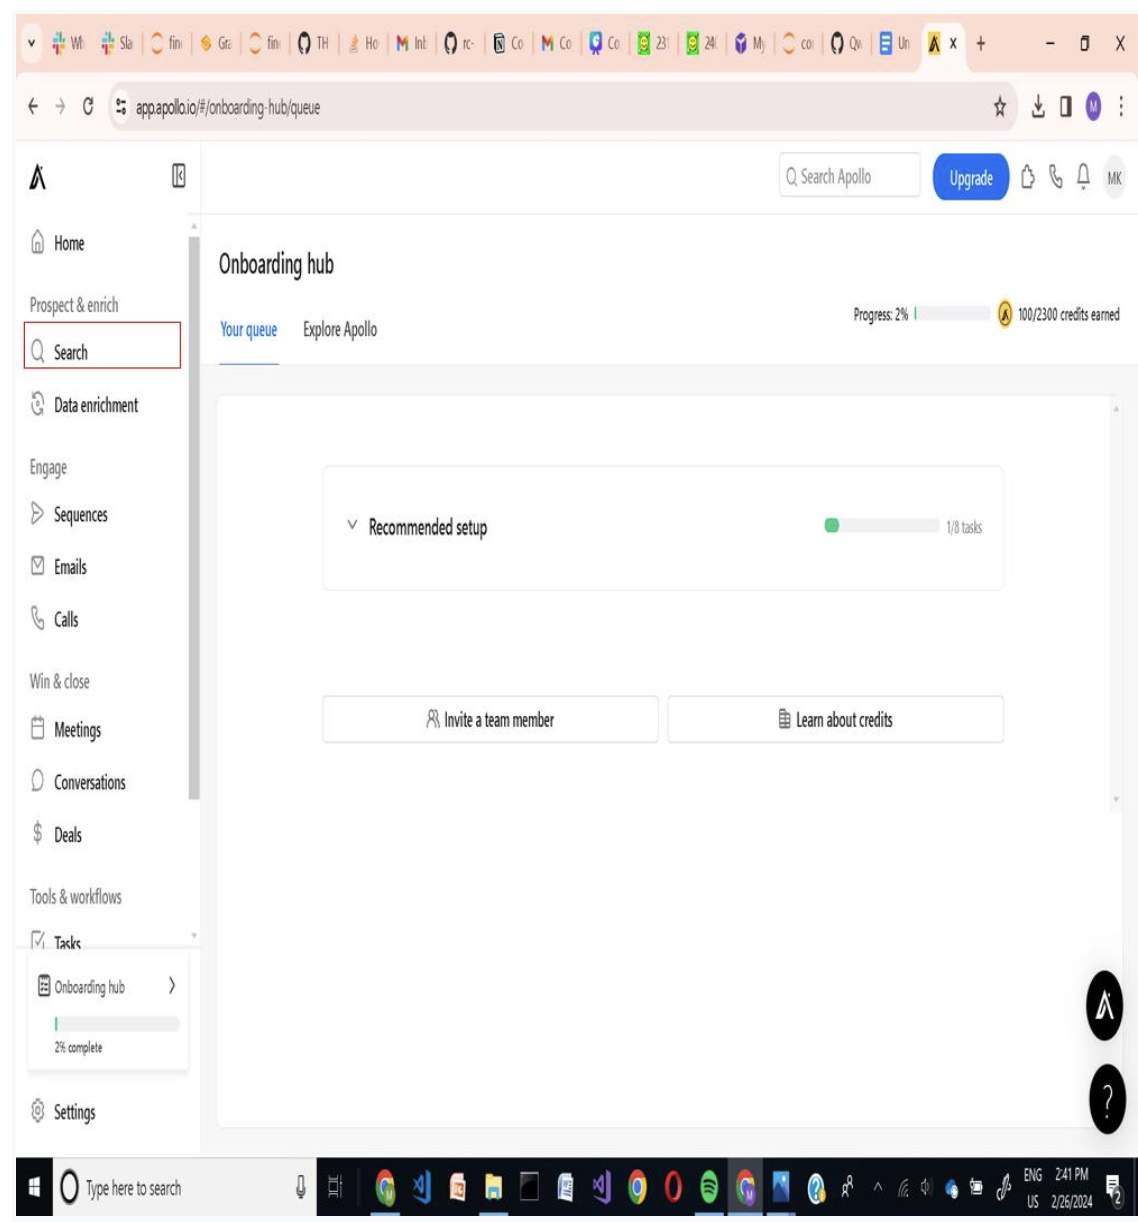 Wh
Sla
fin
Gra
fin
TH
Ho
Inb
rc-
Co
Co
Co
231
24(
My
col
Qw
Un
app.apollo.io/#/onboarding-hub/queue
M
Search Apollo
Upgrade
MK
Home
Onboarding hub
Prospect & enrich
Your queue
Explore Apollo
Progress: 2%
100/2300 credits earned
Search
Data enrichment
Engage
Sequences
Recommended setup
1/8 tasks
Emails
Calls
Win & close
Meetings
Invite a team member
Learn about credits
Conversations
Deals
Tools & workflows
Tasks
Onboarding hub
2% complete
Settings
Type here to search
ENG
US
2:41 PM
2/26/2024
2